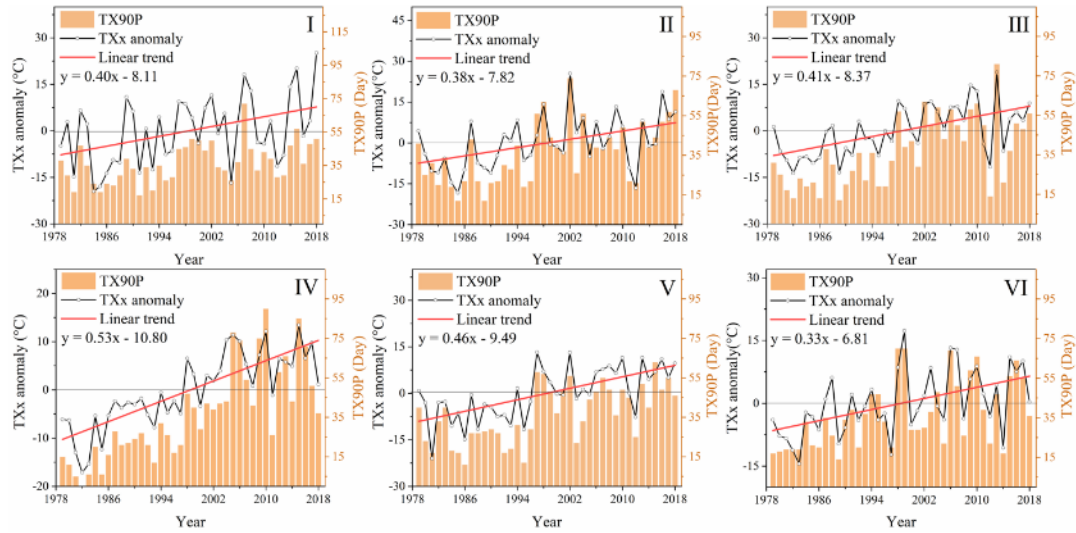 TX90P
TXx anomaly
Linear trend
y = 0.40x - 8.11
I
TXx anomaly(°C)
30
15
0
-15
-30
TX90P (Day)
125
105
85
65
45
25
5
1978
1986
1994
2002
2010
2018
Year
TX90P
TXx anomaly
Linear trend
y = 0.38x - 7.82
II
TXx anomaly (°C)
45
30
15
0
-15
-30
TX90P(Day)
95
75
55
35
15
1978
1986
1994
2002
2010
2018
Year
TX90P
TXx anomaly
Linear trend
y = 0.41x - 8.37
III
TXx anomaly (°C)
30
15
0
-15
-30
TX90P (Day)
95
75
55
35
15
1978
1986
1994
2002
2010
2018
Year
TX90P
TXx anomaly
Linear trend
y = 0.53x - 10.80
IV
TXx anomaly (°C)
20
10
0
-10
-20
TX90P (Day)
95
75
55
35
15
1978
1986
1994
2002
2010
2018
Year
TX90P
TXx anomaly
Linear trend
y = 0.46x - 9.49
V
TXx anomaly (°C)
30
15
0
-15
-30
TX90P (Day)
95
75
55
35
15
1978
1986
1994
2002
2010
2018
Year
TX90P
TXx anomaly
Linear trend
y = 0.33x - 6.81
VI
TXx anomaly(°C)
30
15
0
-15
TX90P (Day)
95
75
55
35
15
1978
1986
1994
2002
2010
2018
Year